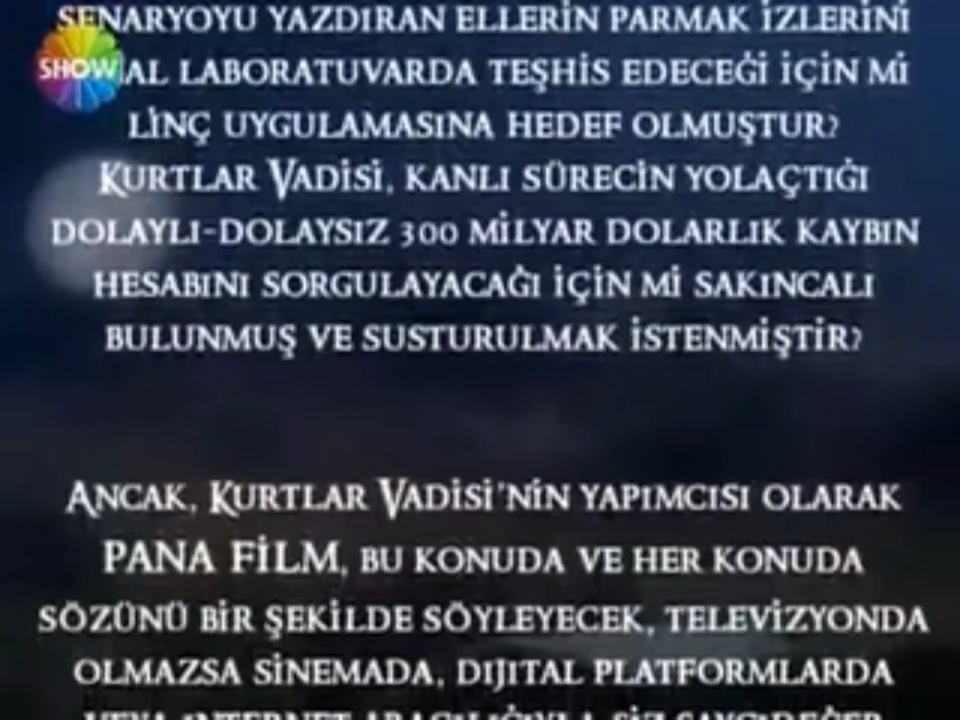 SENARYOYU YAZDIRAN ELLERİN PARMAK İZLERİNİ
SHOW
LABORATUVARDA TEŞHİS EDECEĞİ İÇİN Mİ
LİNÇ UYGULAMASINA HEDEF OLMUŞTUR?
KURTLAR VADİSİ, KANLI SÜRECİN YOLAÇTIĞI
DOLAYLI-DOLAYSIZ 300 MİLYAR DOLARLIK KAYBIN
HESABINI SORGULAYACAĞI İÇİN Mİ SAKINCALI
BULUNMUŞ VE SUSTURULMAK İSTENMİŞTİR?
ANCAK, KURTLAR VADİSİ'NİN YAPIMCISI OLARAK
PANA FİLM, BU KONUDA VE HER KONUDA
SÖZÜNÜ BİR ŞEKİLDE SÖYLEYECEK, TELEVİZYONDA
OLMAZSA SİNEMADA, DIJITAL PLATFORMLARDA